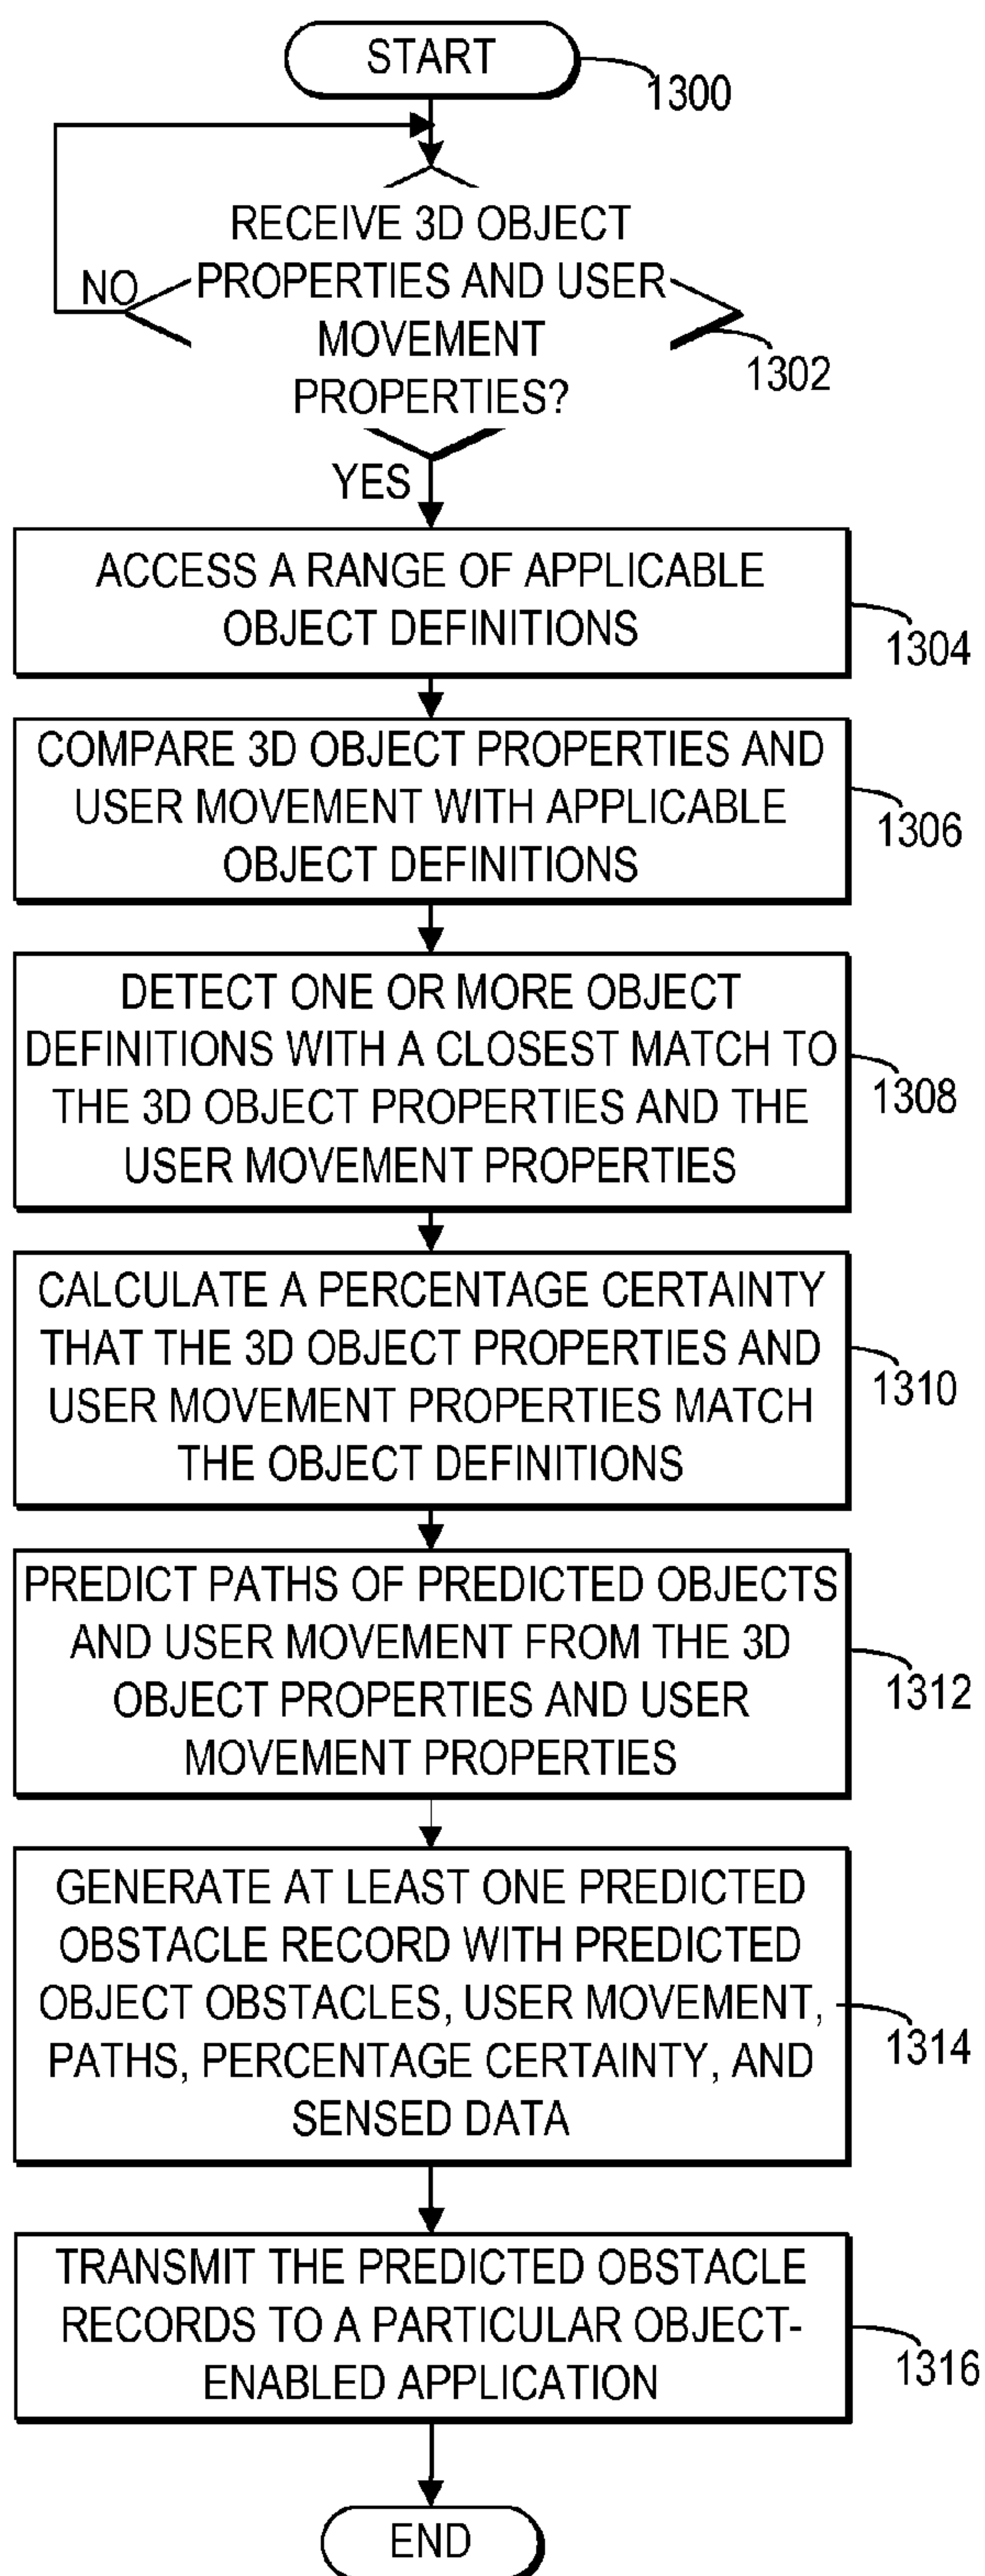 START
1300
RECEIVE 3D OBJECT
PROPERTIES AND USER
MOVEMENT
PROPERTIES?
NO
1302
YES
ACCESS A RANGE OF APPLICABLE
OBJECT DEFINITIONS
1304
COMPARE 3D OBJECT PROPERTIES AND
USER MOVEMENT WITH APPLICABLE
OBJECT DEFINITIONS
1306
DETECT ONE OR MORE OBJECT
DEFINITIONS WITH A CLOSEST MATCH TO
THE 3D OBJECT PROPERTIES AND THE
USER MOVEMENT PROPERTIES
1308
CALCULATE A PERCENTAGE CERTAINTY
THAT THE 3D OBJECT PROPERTIES AND
USER MOVEMENT PROPERTIES MATCH
THE OBJECT DEFINITIONS
1310
PREDICT PATHS OF PREDICTED OBJECTS
AND USER MOVEMENT FROM THE 3D
OBJECT PROPERTIES AND USER
MOVEMENT PROPERTIES
1312
GENERATE AT LEAST ONE PREDICTED
OBSTACLE RECORD WITH PREDICTED
OBJECT OBSTACLES, USER MOVEMENT,
PATHS, PERCENTAGE CERTAINTY, AND
SENSED DATA
1314
TRANSMIT THE PREDICTED OBSTACLE
RECORDS TO A PARTICULAR OBJECT-
ENABLED APPLICATION
1316
END